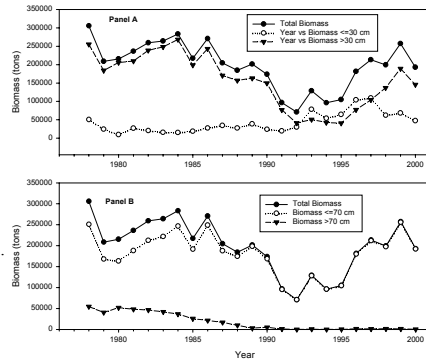 Panel A
Total Biomass
Year vs Biomass <=30 cm
Year vs Biomass >30 cm
Biomass (tons)
350000
300000
250000
200000
150000
100000
50000
0
1980
1985
1990
1995
2000
Panel B
Total Biomass
Biomass <=70 cm
Biomass >70 cm
Biomass (tons)
350000
300000
250000
200000
150000
100000
50000
0
1980
1985
1990
1995
2000
Year